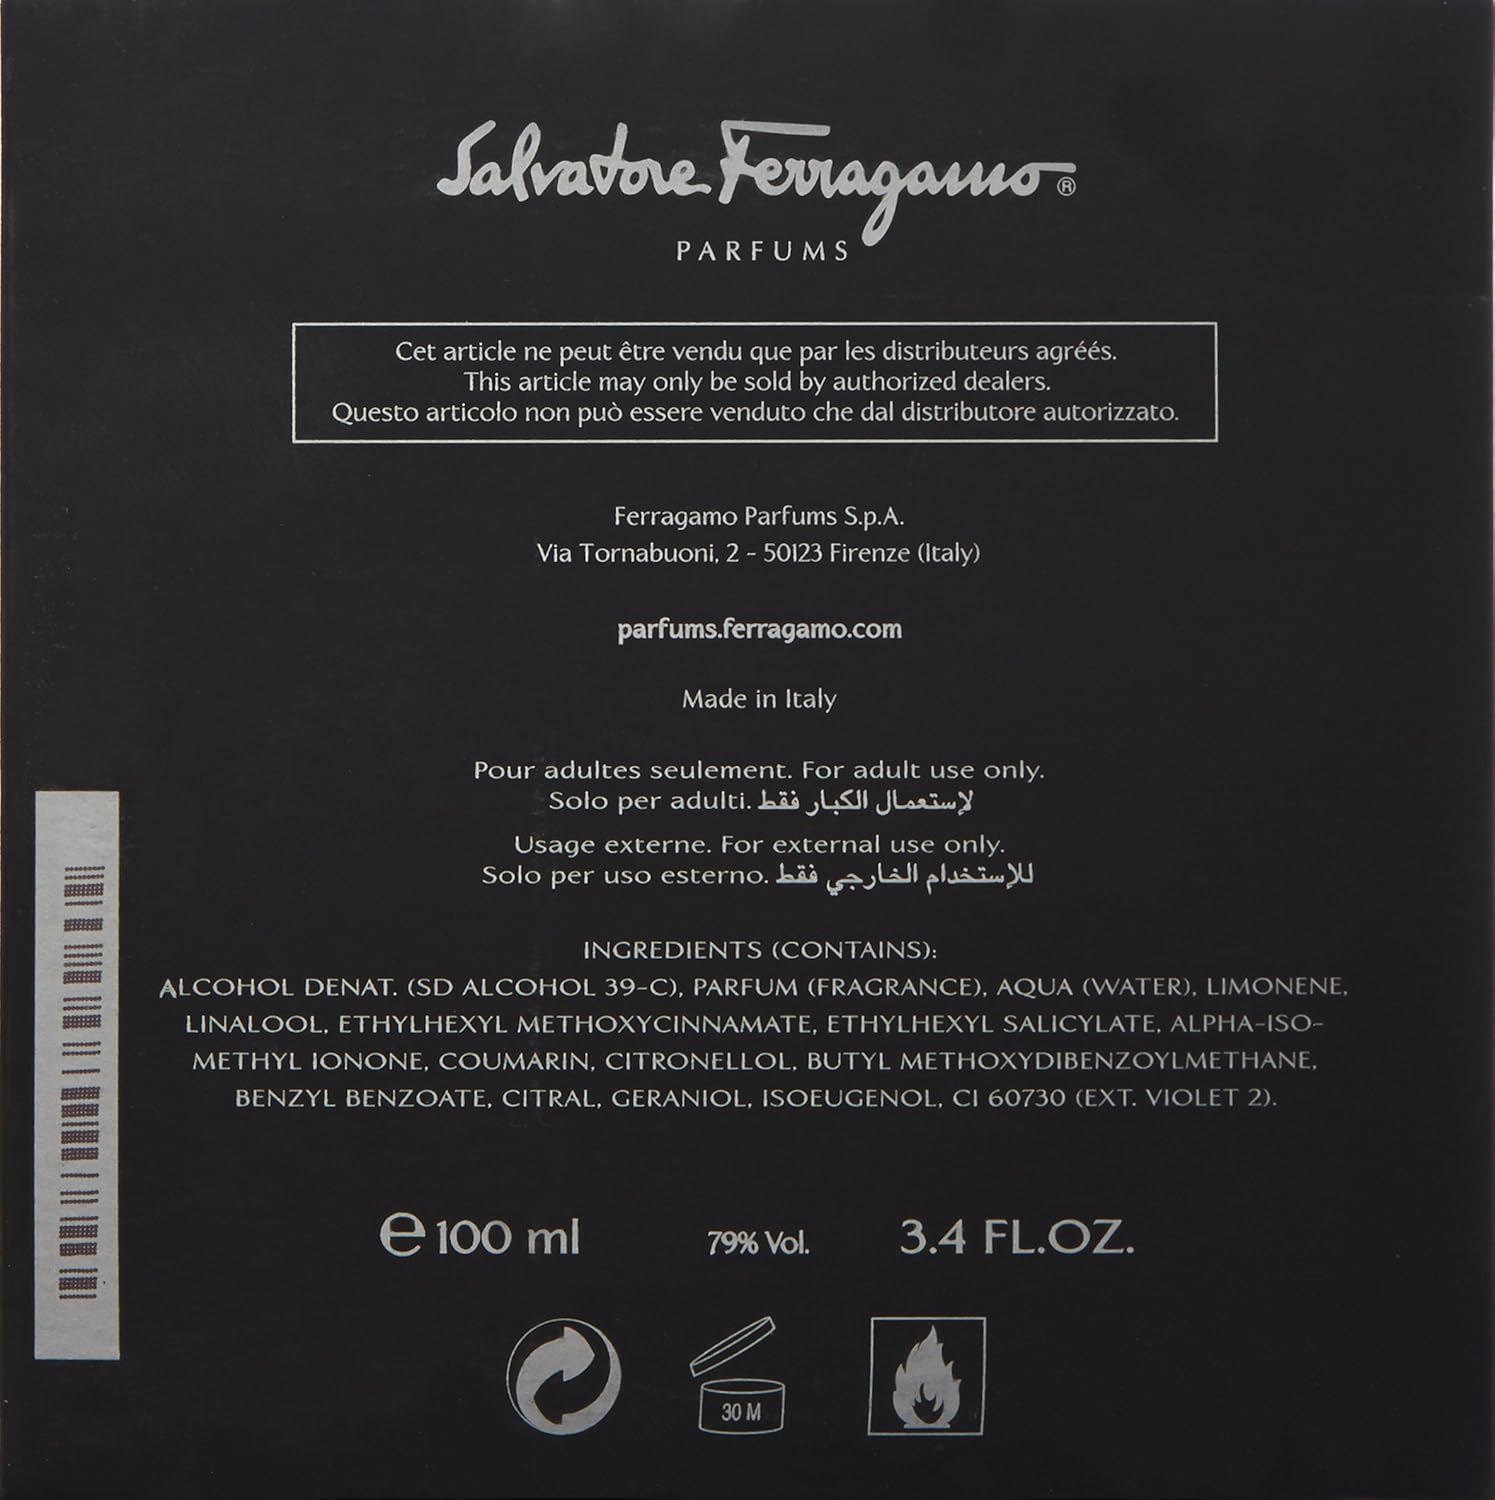 Salvatore Ferragamo®
PARFUMS
Cet article ne peut être vendu que par les distributeurs agréés.
This article may only be sold by authorized dealers.
Questo articolo non può essere venduto che dal distributore autorizzato.
Ferragamo Parfums S.p.A.
Via Tornabuoni, 2 - 50123 Firenze (Italy)
parfums.ferragamo.com
Made in Italy
Pour adultes seulement. For adult use only.
Solo per adulti. لإستعمال الكبار فقط
Usage externe. For external use only.
Solo per uso esterno. للإستخدام الخارجي فقط
INGREDIENTS (CONTAINS):
ALCOHOL DENAT. (SD ALCOHOL 39-C), PARFUM (FRAGRANCE), AQUA (WATER), LIMONENE,
LINALOOL, ETHYLHEXYL METHOXYCINNAMATE, ETHYLHEXYL SALICYLATE, ALPHA-ISO-
METHYL IONONE, COUMARIN, CITRONELLOL, BUTYL METHOXYDIBENZOYLMETHANE,
BENZYL BENZOATE, CITRAL, GERANIOL, ISOEUGENOL, CI 60730 (EXT. VIOLET 2).
℮ 100 ml 79% Vol. 3.4 FL.OZ.
30 M